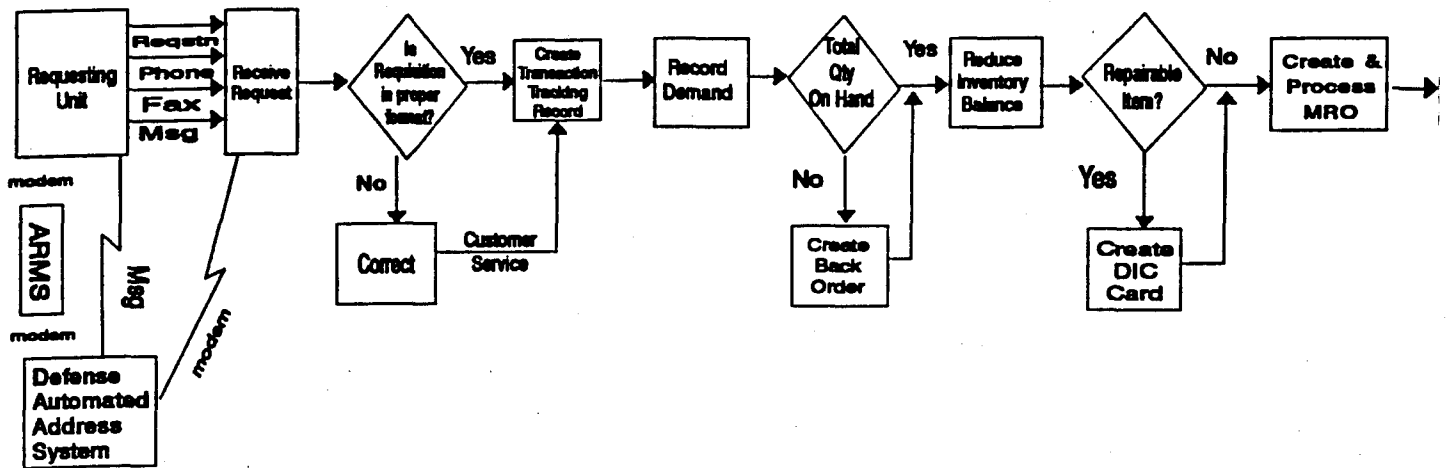 Requesting
Unit
Reqstn
Phone
Fax
Msg
Receive
Request
Is
Requisition
in proper
format?
Yes
No
Correct
Customer
Service
Create
Transaction
Tracking
Record
Record
Demand
Total
Qty
On Hand
Yes
No
Create
Back
Order
Reduce
Inventory
Balance
Repairable
Item?
No
Yes
Create
DIC
Card
Create &
Process
MRO
modem
ARMS
Msg
modem
modem
Defense
Automated
Address
System